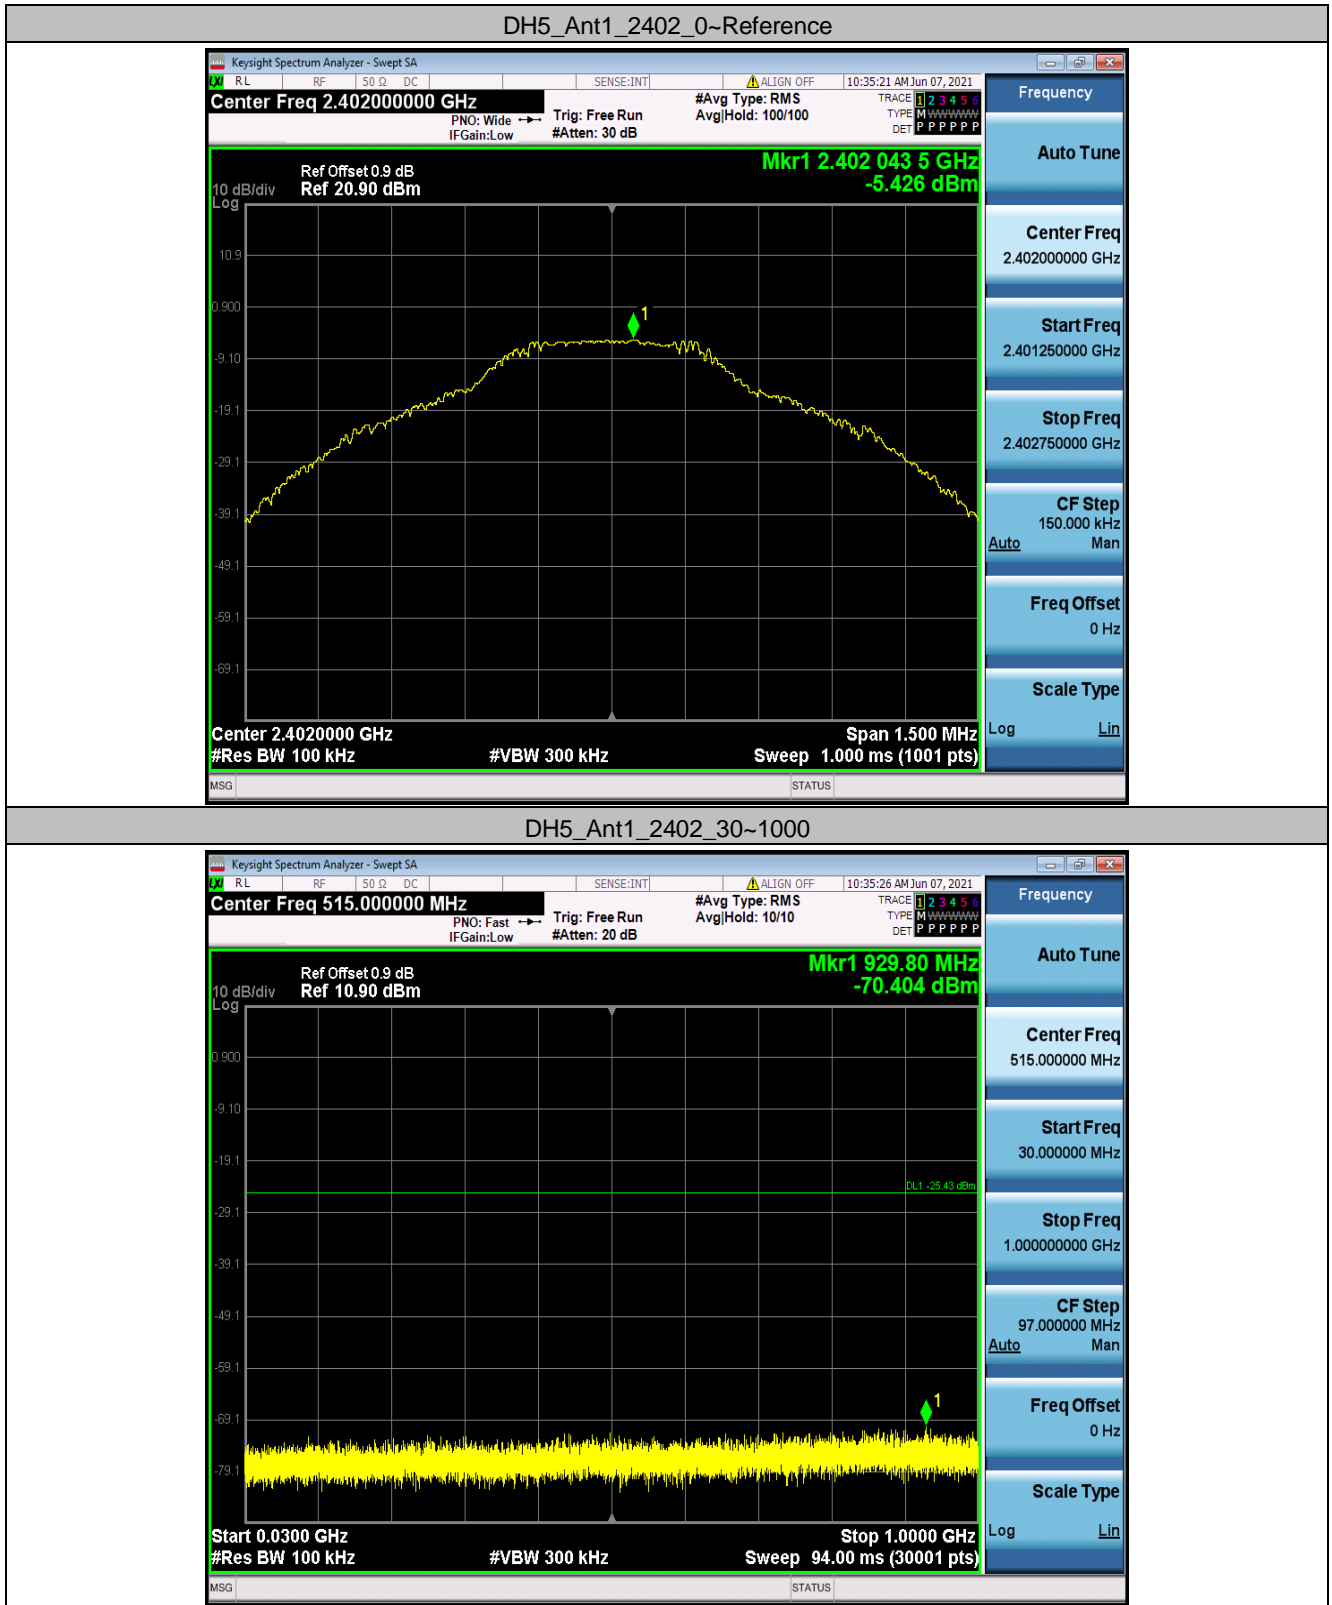 DH5_Ant1_2402_0~Reference
Keysight Spectrum Analyzer - Swept SA
LXI RL RF 50 Ω DC SENSE:INT ALIGN OFF 10:35:21 AM Jun 07, 2021
Center Freq 2.402000000 GHz
PNO: Wide
IFGain:Low
Trig: Free Run
#Atten: 30 dB
#Avg Type: RMS
Avg|Hold: 100/100
TRACE 1 2 3 4 5 6
TYPE M W W W W W
DET P P P P P P
Frequency
Mkr1 2.402 043 5 GHz
-5.426 dBm
Ref Offset 0.9 dB
10 dB/div Ref 20.90 dBm
Log
10.9
0.900
-9.10
-19.1
-29.1
-39.1
-49.1
-59.1
-69.1
1
Center 2.4020000 GHz Span 1.500 MHz
#Res BW 100 kHz #VBW 300 kHz Sweep 1.000 ms (1001 pts)
Auto Tune
Center Freq
2.402000000 GHz
Start Freq
2.401250000 GHz
Stop Freq
2.402750000 GHz
CF Step
150.000 kHz
Auto Man
Freq Offset
0 Hz
Scale Type
Log Lin
MSG STATUS
DH5_Ant1_2402_30~1000
Keysight Spectrum Analyzer - Swept SA
LXI RL RF 50 Ω DC SENSE:INT ALIGN OFF 10:35:26 AM Jun 07, 2021
Center Freq 515.000000 MHz
PNO: Fast
IFGain:Low
Trig: Free Run
#Atten: 20 dB
#Avg Type: RMS
Avg|Hold: 10/10
TRACE 1 2 3 4 5 6
TYPE M W W W W W
DET P P P P P P
Frequency
Mkr1 929.80 MHz
-70.404 dBm
Ref Offset 0.9 dB
10 dB/div Ref 10.90 dBm
Log
0.900
-9.10
-19.1
-29.1
-39.1
-49.1
-59.1
-69.1
-79.1
DL1 -25.43 dBm
1
Start 0.0300 GHz Stop 1.0000 GHz
#Res BW 100 kHz #VBW 300 kHz Sweep 94.00 ms (30001 pts)
Auto Tune
Center Freq
515.000000 MHz
Start Freq
30.000000 MHz
Stop Freq
1.000000000 GHz
CF Step
97.000000 MHz
Auto Man
Freq Offset
0 Hz
Scale Type
Log Lin
MSG STATUS